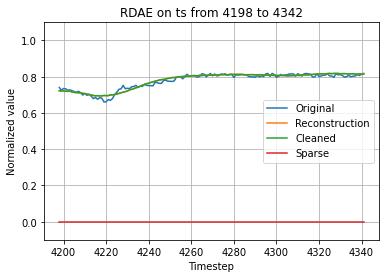 RDAE on ts from 4198 to 4342
Normalized value
1.0
0.8
0.6
0.4
0.2
0.0
Original
Reconstruction
Cleaned
Sparse
4200 4220 4240 4260 4280 4300 4320 4340
Timestep